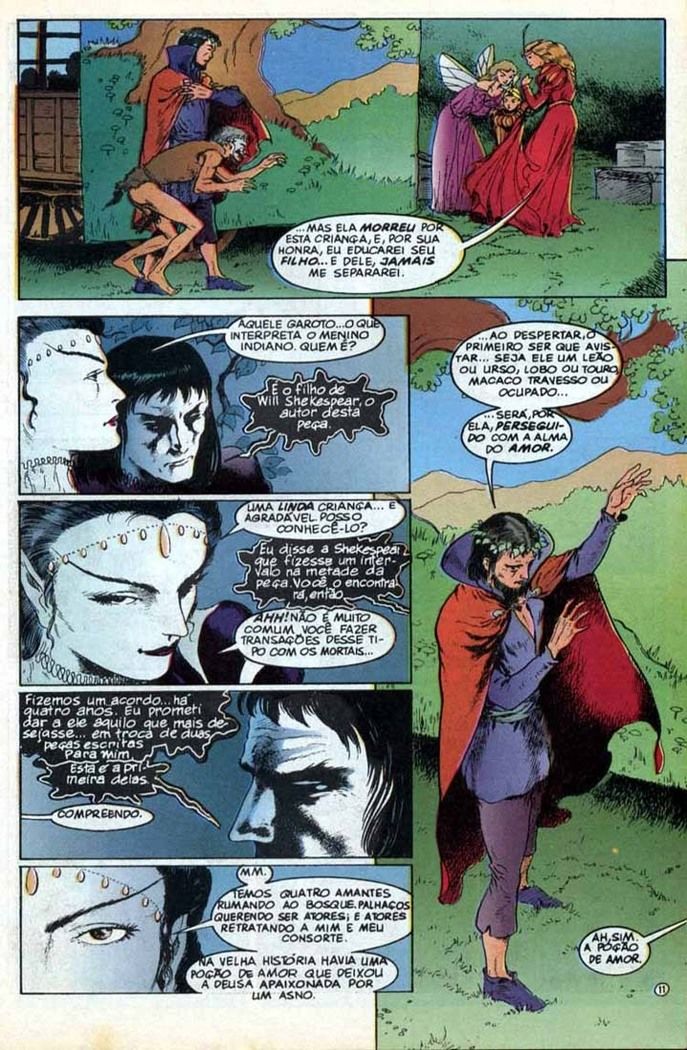 ...MAS ELA MORREU POR
ESTA CRIANÇA, E, POR SUA
HONRA, EU EDUCAREI SEU
FILHO... E DELE, JAMAIS
ME SEPARAREI.
AQUELE GAROTO...O QUE
INTERPRETA O MENINO
INDIANO. QUEM É?
É o filho de
Will Shekespear, o
autor desta
peça.
UMA LINDA CRIANÇA... E
AGRADÁVEL. POSSO
CONHECÊ-LO?
Eu disse a Shekespear
que fizesse um inter-
valo na metade da
peça. Você o encontra-
rá, então.
AHH! NÃO É MUITO
COMUM VOCÊ FAZER
TRANSAÇÕES DESSE TI-
PO COM OS MORTAIS...
Fizemos um acordo...há
quatro anos. Eu prometi
dar a ele aquilo que mais de-
sejasse... em troca de duas
peças escritas
Para mim.
Esta é a pri-
meira delas.
COMPREENDO.
MM.
TEMOS QUATRO AMANTES
RUMANDO AO BOSQUE. PALHAÇOS
QUERENDO SER ATORES; E ATORES
RETRATANDO A MIM E MEU
CONSORTE.
NA VELHA HISTÓRIA HAVIA UMA
POÇÃO DE AMOR QUE DEIXOU
A DEUSA APAIXONADA POR
UM ASNO.
...AO DESPERTAR, O
PRIMEIRO SER QUE AVIS-
TAR... SEJA ELE UM LEÃO
OU URSO, LOBO OU TOURO,
MACACO TRAVESSO OU
OCUPADO...
...SERÁ, POR
ELA, PERSEGUI-
DO COM A ALMA
DO AMOR.
AH, SIM.
A POÇÃO
DE AMOR.
11